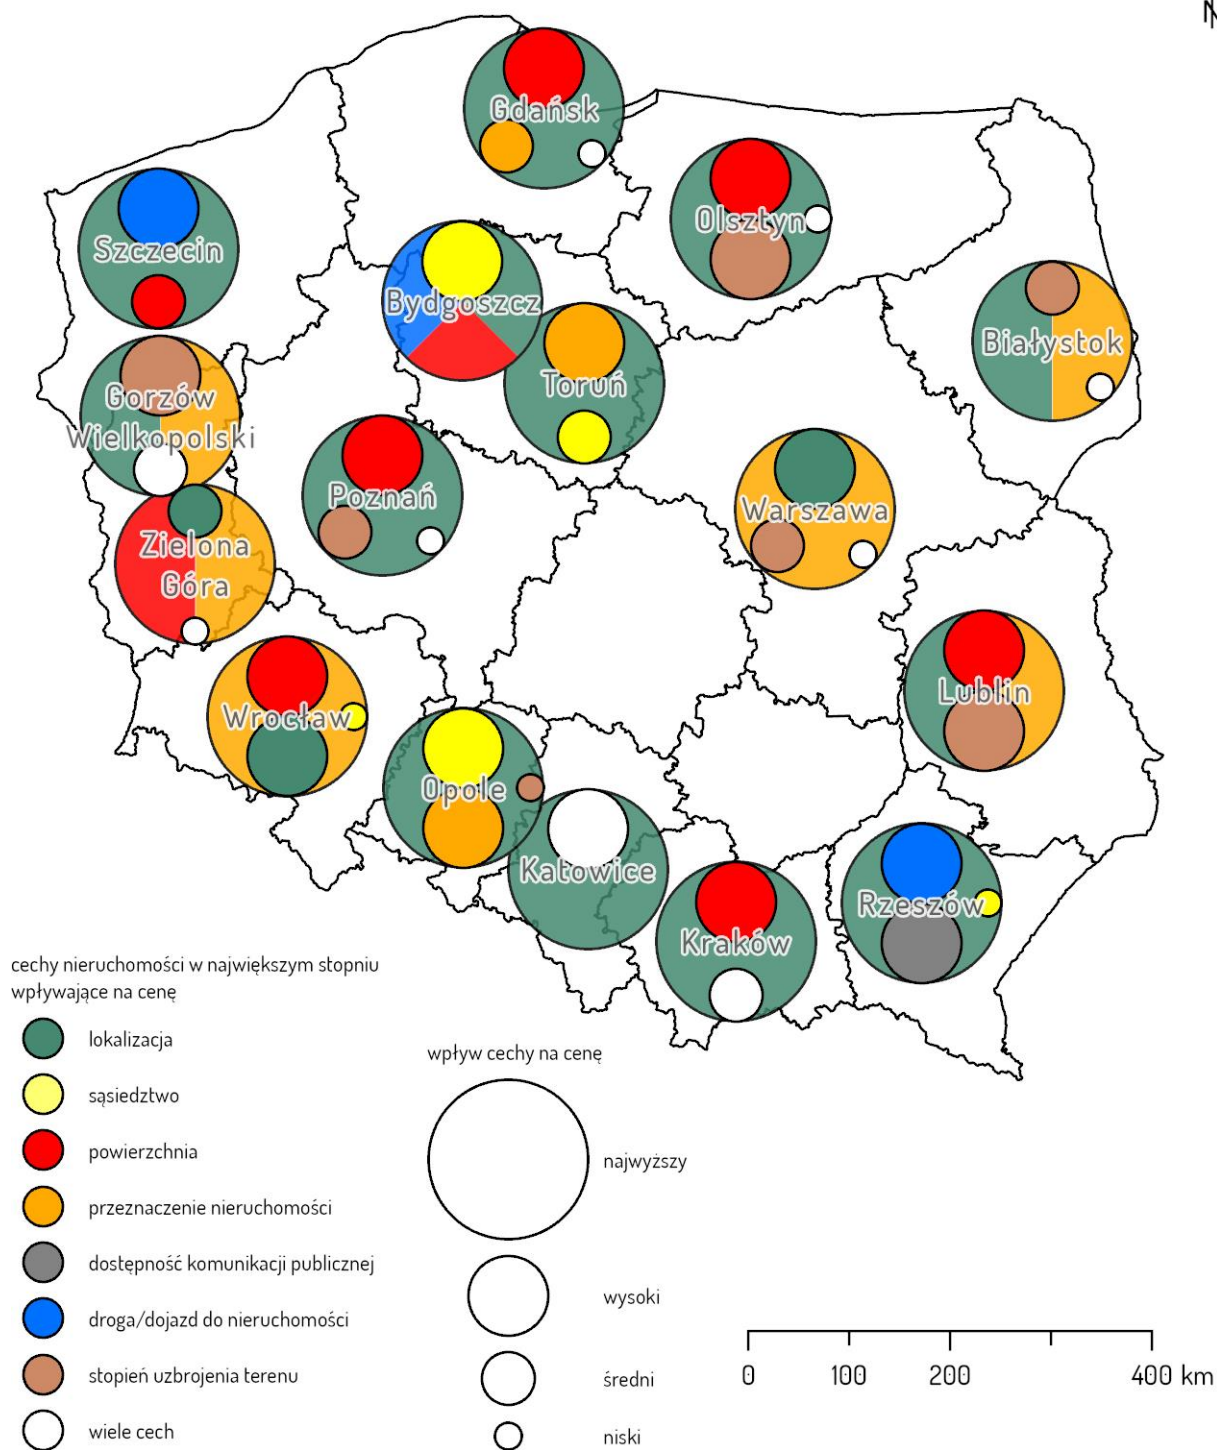 N
Gdańsk
Olsztyn
Szczecin
Bydgoszcz
Białystok
Toruń
Gorzów
Wielkopolski
Poznań
Warszawa
Zielona
Góra
Lublin
Wrocław
Opole
Katowice
Rzeszów
Kraków
cechy nieruchomości w największym stopniu
wpływające na cenę
lokalizacja
sąsiedztwo
powierzchnia
przeznaczenie nieruchomości
dostępność komunikacji publicznej
droga/dojazd do nieruchomości
stopień uzbrojenia terenu
wiele cech
wpływ cechy na cenę
najwyższy
wysoki
średni
niski
0 100 200 400 km